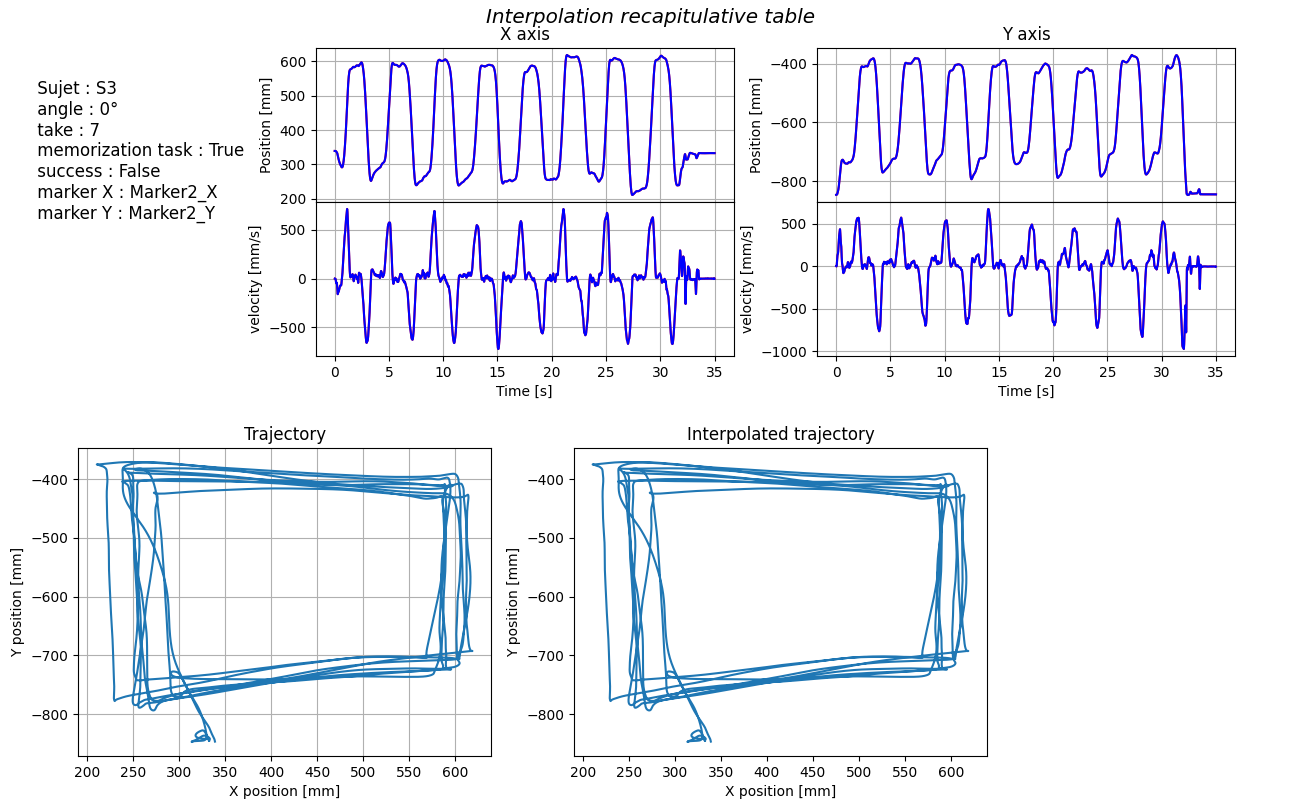 Interpolation recapitulative table
Sujet : S3
angle : 0°
take : 7
memorization task : True
success : False
marker X : Marker2_X
marker Y : Marker2_Y
X axis
Position [mm]
600
500
400
300
200
velocity [mm/s]
500
0
−500
0 5 10 15 20 25 30 35
Time [s]
Y axis
Position [mm]
−400
−600
−800
velocity [mm/s]
500
0
−500
−1000
0 5 10 15 20 25 30 35
Time [s]
Trajectory
Y position [mm]
−400
−500
−600
−700
−800
200 250 300 350 400 450 500 550 600
X position [mm]
Interpolated trajectory
Y position [mm]
−400
−500
−600
−700
−800
200 250 300 350 400 450 500 550 600
X position [mm]